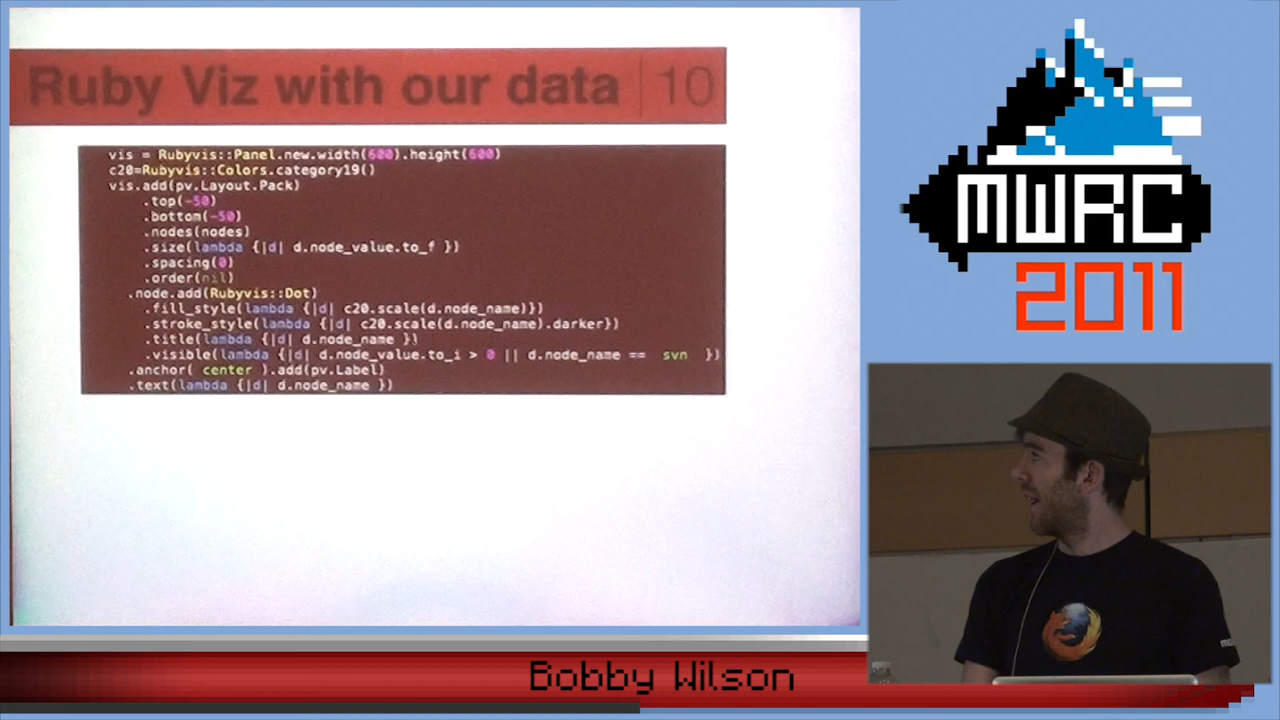 Ruby Viz with our data | 10
vis = Rubyvis::Panel.new.width(600).height(600)
c20=Rubyvis::Colors.category19()
vis.add(pv.Layout.Pack)
.top(-50)
.bottom(-50)
.nodes(nodes)
.size(lambda {|d| d.node_value.to_f })
.spacing(0)
.order(nil)
.node.add(Rubyvis::Dot)
.fill_style(lambda {|d| c20.scale(d.node_name)})
.stroke_style(lambda {|d| c20.scale(d.node_name).darker})
.title(lambda {|d| d.node_name })
.visible(lambda {|d| d.node_value.to_i > 0 || d.node_name == svn })
.anchor( center ).add(pv.Label)
.text(lambda {|d| d.node_name })
MWRC
2011
Bobby Wilson